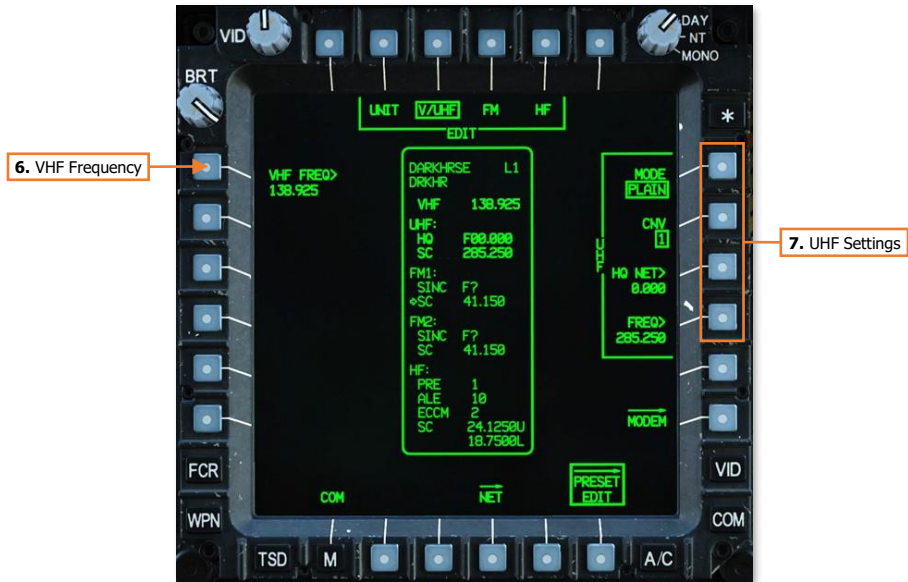 VID
DAY
NT
MONO
BRT
*
UNIT V/UHF FM HF
EDIT
6. VHF Frequency
VHF FREQ>
138.925
DARKHRSE L1
DRKHR
VHF 138.925
UHF:
HQ F00.000
SC 285.250
FM1:
SINC F?
SC 41.150
FM2:
SINC F?
SC 41.150
HF:
PRE 1
ALE 10
ECCM 2
SC 24.1250U
18.7500L
UHF
MODE
PLAIN
CNV
1
HQ NET>
0.000
FREQ>
285.250
MODEM
7. UHF Settings
COM
NET
PRESET
EDIT
FCR
WPN
VID
COM
TSD M A/C